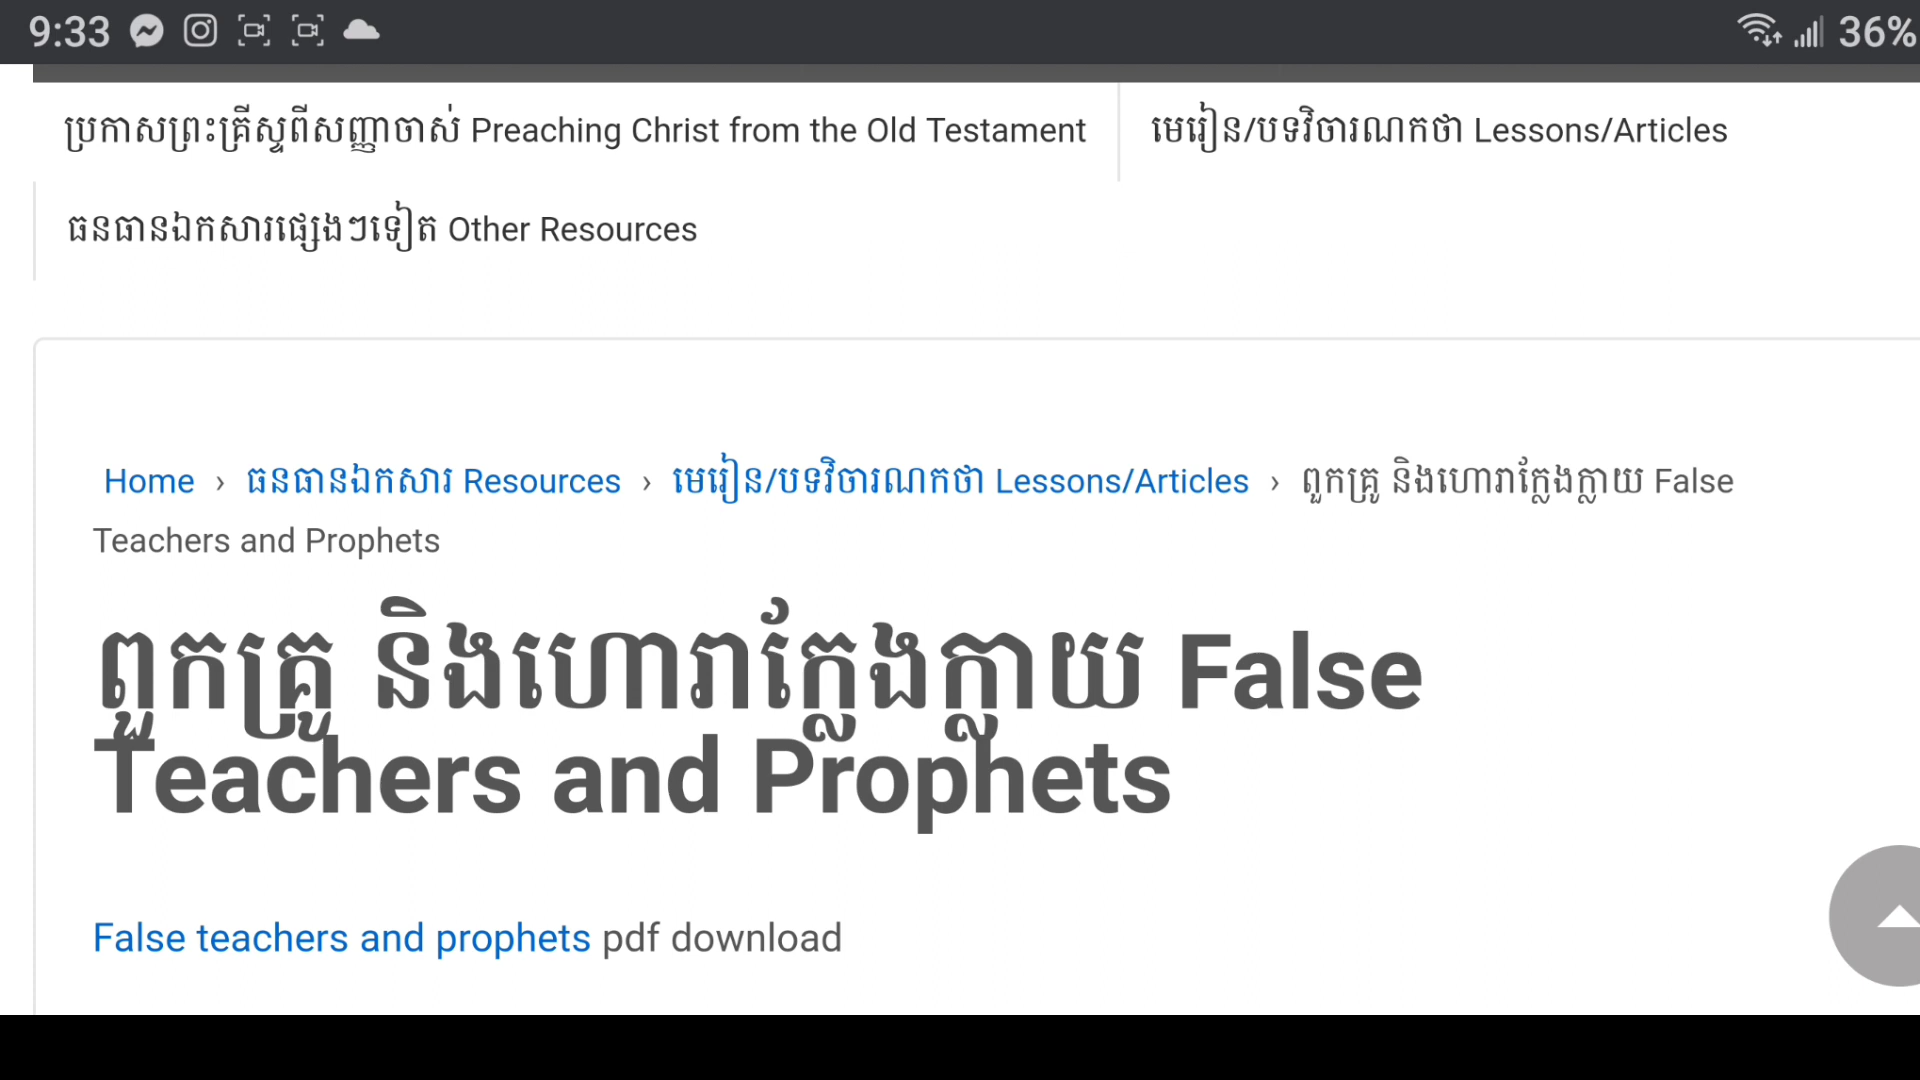 9:33 36%
ប្រកាសព្រះគ្រីស្ទពីសញ្ញាចាស់ Preaching Christ from the Old Testament មេរៀន/បទវិចារណកថា Lessons/Articles
ធនធានឯកសារផ្សេងៗទៀត Other Resources
Home › ធនធានឯកសារ Resources › មេរៀន/បទវិចារណកថា Lessons/Articles › ពួកគ្រូ និងហោរាក្លែងក្លាយ False
Teachers and Prophets
ពួកគ្រូ និងហោរាក្លែងក្លាយ False
Teachers and Prophets
False teachers and prophets pdf download